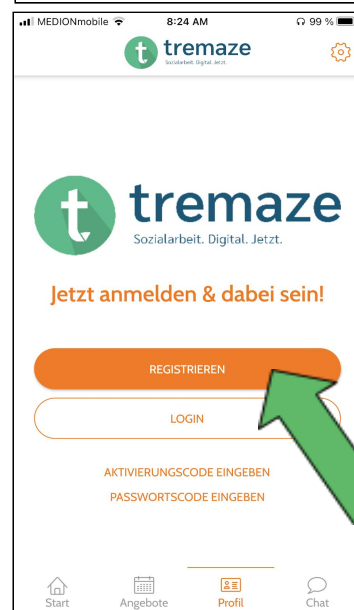 MEDIONmobile 8:24 AM 99 %
t tremaze
Sozialarbeit. Digital. Jetzt.
t tremaze
Sozialarbeit. Digital. Jetzt.
Jetzt anmelden & dabei sein!
REGISTRIEREN
LOGIN
AKTIVIERUNGSCODE EINGEBEN
PASSWORTSCODE EINGEBEN
Start Angebote Profil Chat